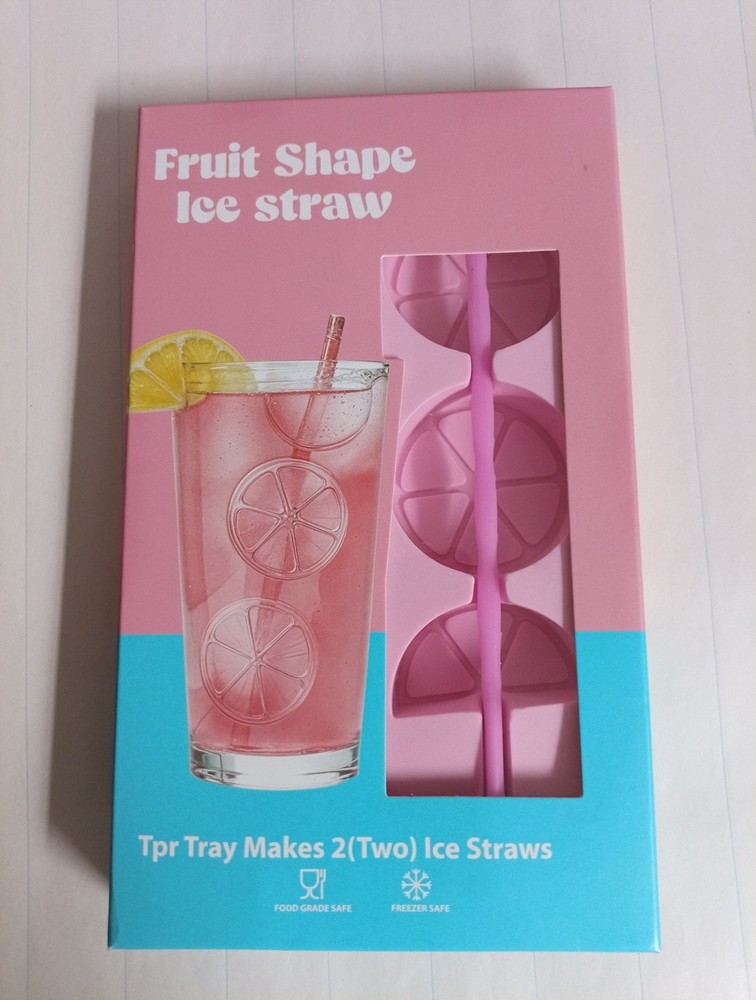 Fruit Shape
Ice straw
Tpr Tray Makes 2(Two) Ice Straws
FOOD GRADE SAFE
FREEZER SAFE